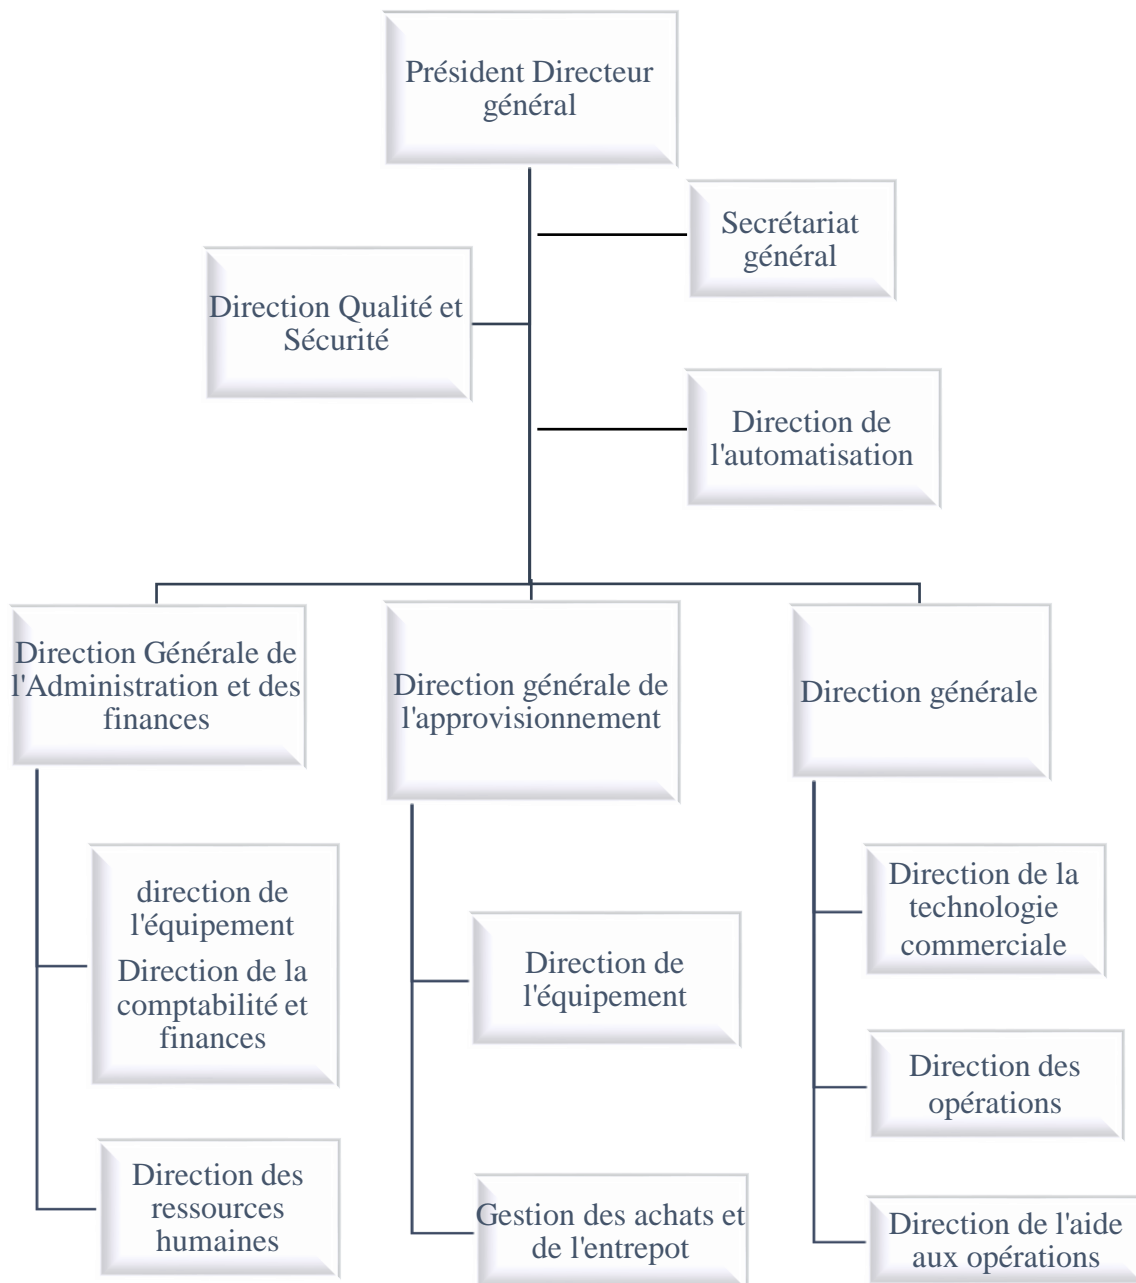 Président Directeur
général
Secrétariat
général
Direction Qualité et
Sécurité
Direction de
l'automatisation
Direction Générale de
l'Administration et des
finances
Direction générale de
l'approvisionnement
Direction générale
direction de
l'équipement
Direction de la
comptabilité et
finances
Direction des
ressources
humaines
Direction de
l'équipement
Gestion des achats et
de l'entrepot
Direction de la
technologie
commerciale
Direction des
opérations
Direction de l'aide
aux opérations